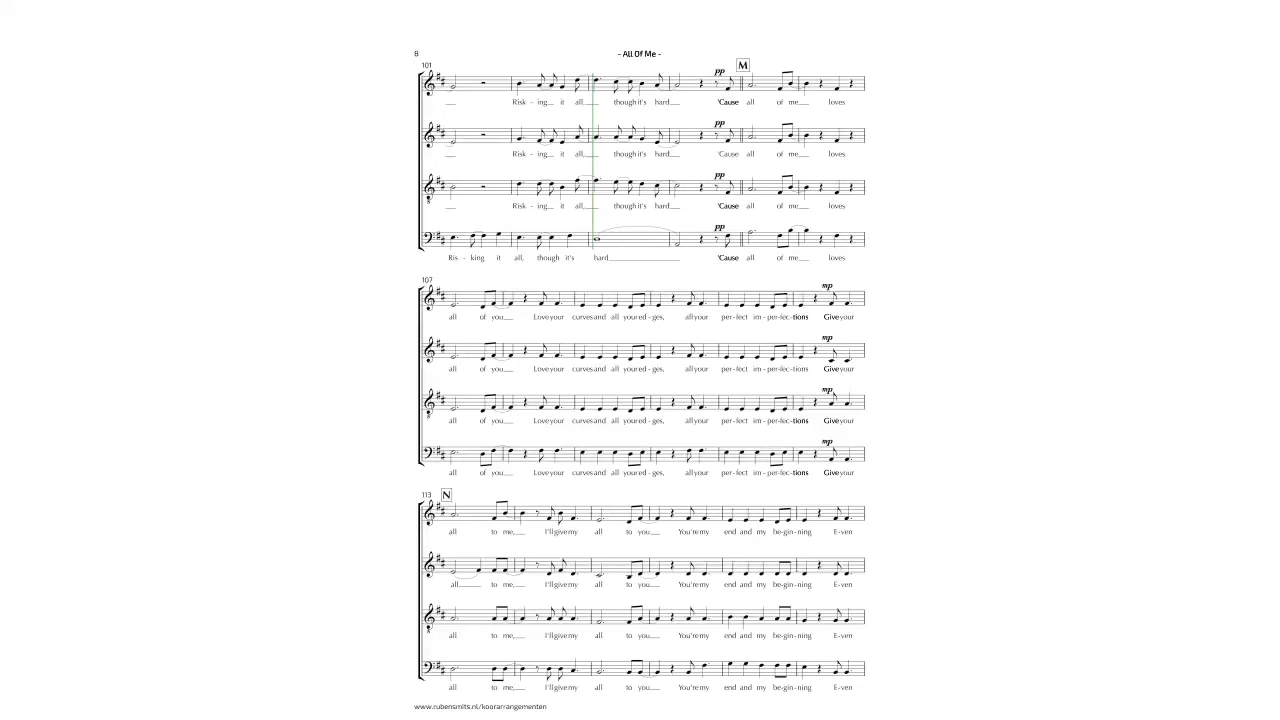 8
- All Of Me -
101
pp
M
Risk - ing it all, though it's hard 'Cause all of me loves
pp
Risk - ing it all, though it's hard 'Cause all of me loves
pp
Risk - ing it all, though it's hard 'Cause all of me loves
pp
Ris - king it all, though it's hard 'Cause all of me loves
107
mp
all of you Love your curves and all your ed - ges, all your per - fect im - per - fec - tions Give your
mp
all of you Love your curves and all your ed - ges, all your per - fect im - per - fec - tions Give your
mp
all of you Love your curves and all your ed - ges, all your per - fect im - per - fec - tions Give your
mp
all of you Love your curves and all your ed - ges, all your per - fect im - per - fec - tions Give your
113
N
all to me, I'll give my all to you You're my end and my be - gin - ning E - ven
all to me, I'll give my all to you You're my end and my be - gin - ning E - ven
all to me, I'll give my all to you You're my end and my be - gin - ning E - ven
all to me, I'll give my all to you You're my end and my be - gin - ning E - ven
www.rubensmits.nl/koorarrangementen